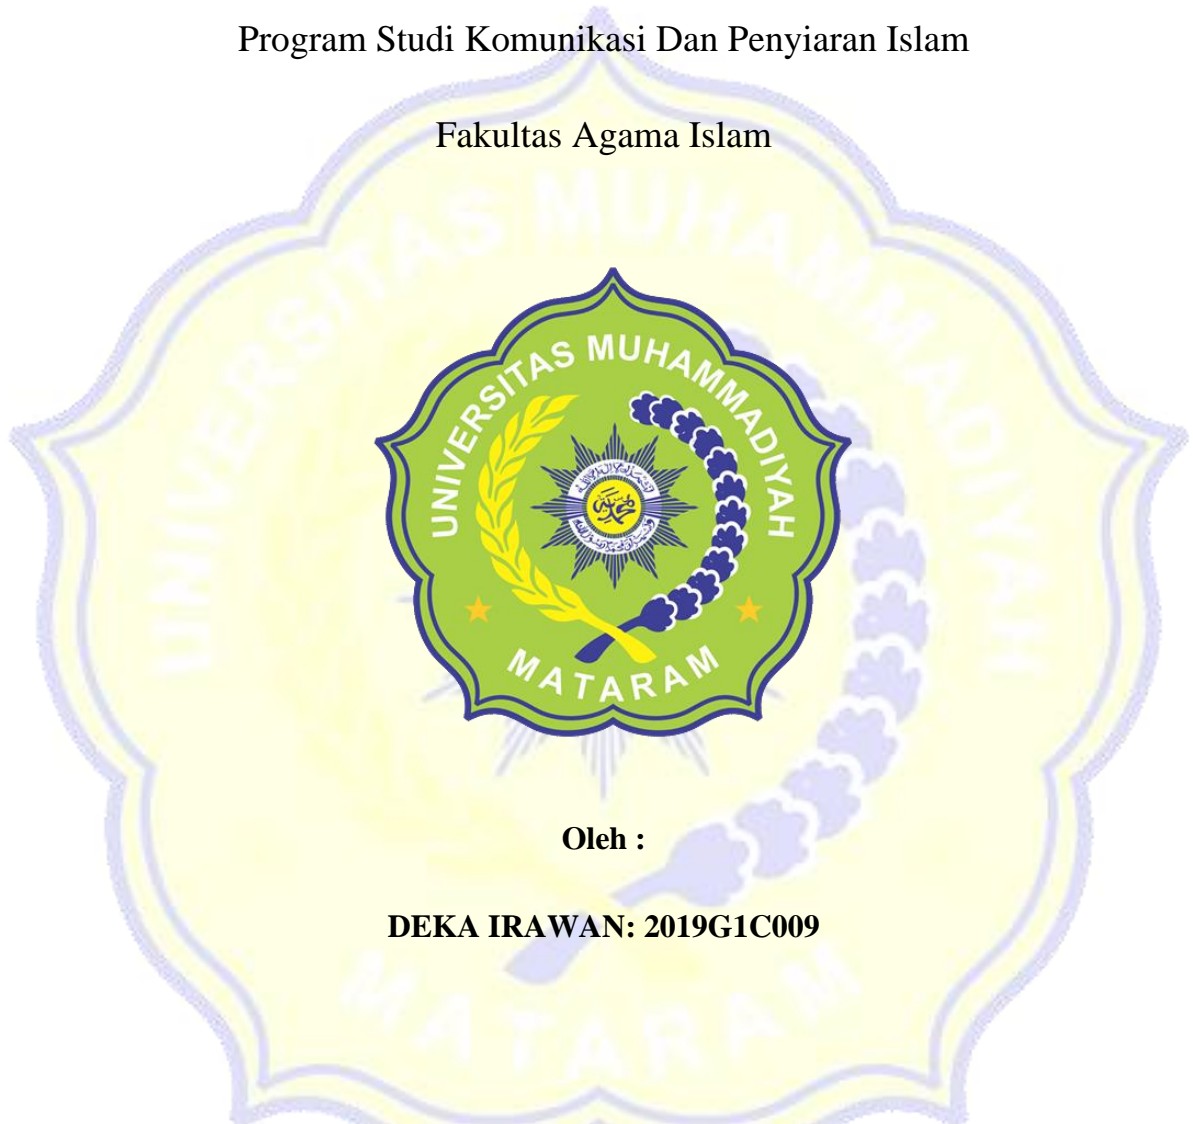 Program Studi Komunikasi Dan Penyiaran Islam
Fakultas Agama Islam
UNIVERSITAS MUHAMMADIYAH
MATARAM
Oleh :
DEKA IRAWAN: 2019G1C009